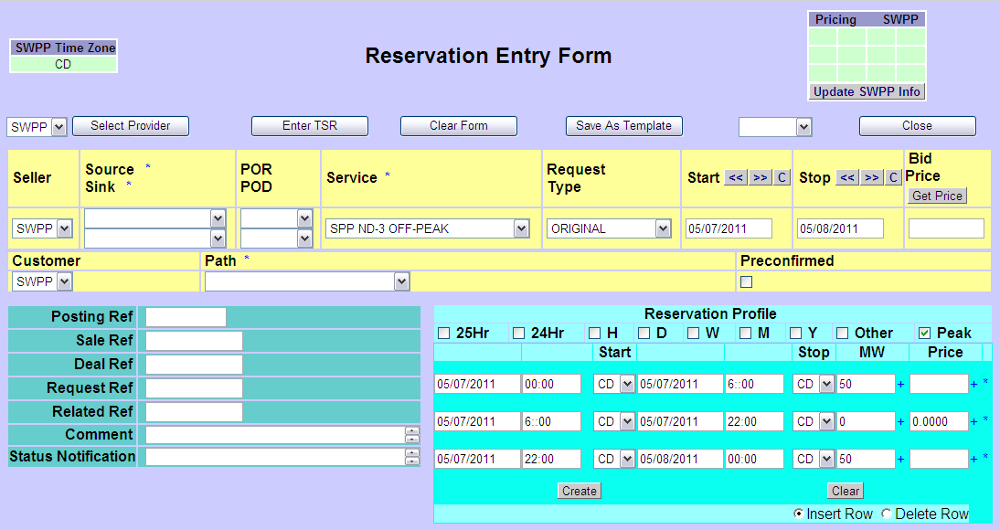 Pricing SWPP
SWPP Time Zone
CD
Reservation Entry Form
Update SWPP Info
SWPP Select Provider Enter TSR Clear Form Save As Template Close
Seller Source * POR Service * Request Start << >> C Stop << >> C Bid
Sink * POD Type Price
Get Price
SWPP SPP ND-3 OFF-PEAK ORIGINAL 05/07/2011 05/08/2011
Customer Path * Preconfirmed
SWPP
Posting Ref
Sale Ref
Deal Ref
Request Ref
Related Ref
Comment
Status Notification
Reservation Profile
25Hr 24Hr H D W M Y Other Peak
Start Stop MW Price
05/07/2011 00:00 CD 05/07/2011 6::00 CD 50 + + *
05/07/2011 6::00 CD 05/07/2011 22:00 CD 0 + 0.0000 + *
05/07/2011 22:00 CD 05/08/2011 00:00 CD 50 + + *
Create Clear
Insert Row Delete Row